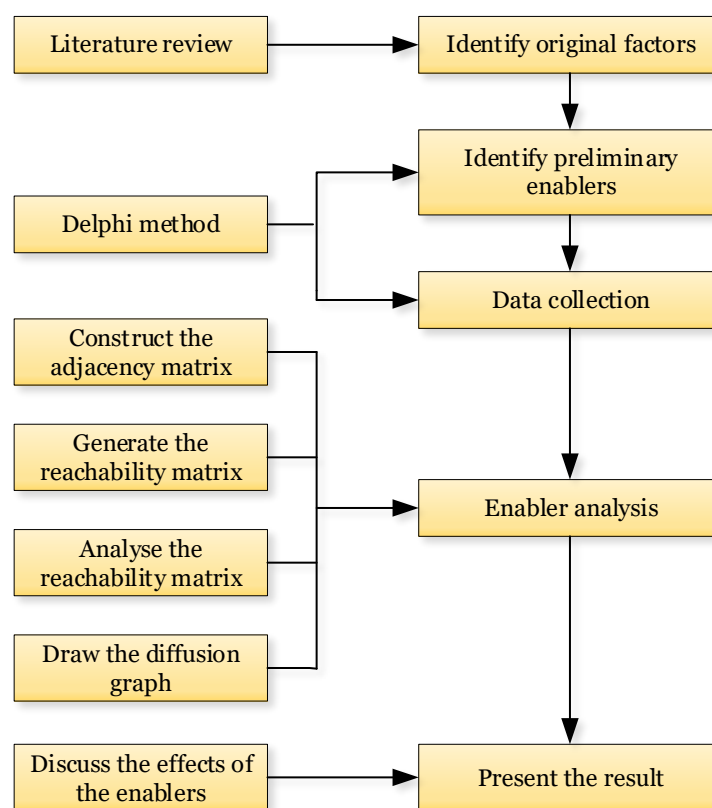 Literature review
Identify original factors
Identify preliminary
enablers
Delphi method
Data collection
Construct the
adjacency matrix
Generate the
reachability matrix
Enabler analysis
Analyse the
reachability matrix
Draw the diffusion
graph
Discuss the effects of
the enablers
Present the result